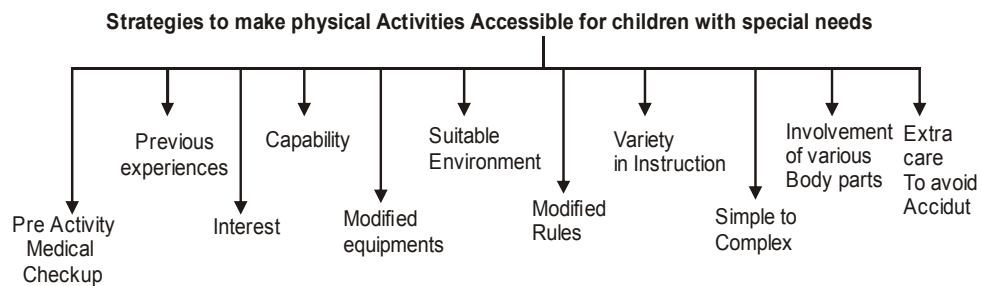 Strategies to make physical Activities Accessible for children with special needs
Pre Activity
Medical
Checkup
Previous
experiences
Interest
Capability
Modified
equipments
Suitable
Environment
Modified
Rules
Variety
in Instruction
Simple to
Complex
Involvement
of various
Body parts
Extra
care
To avoid
Accidut